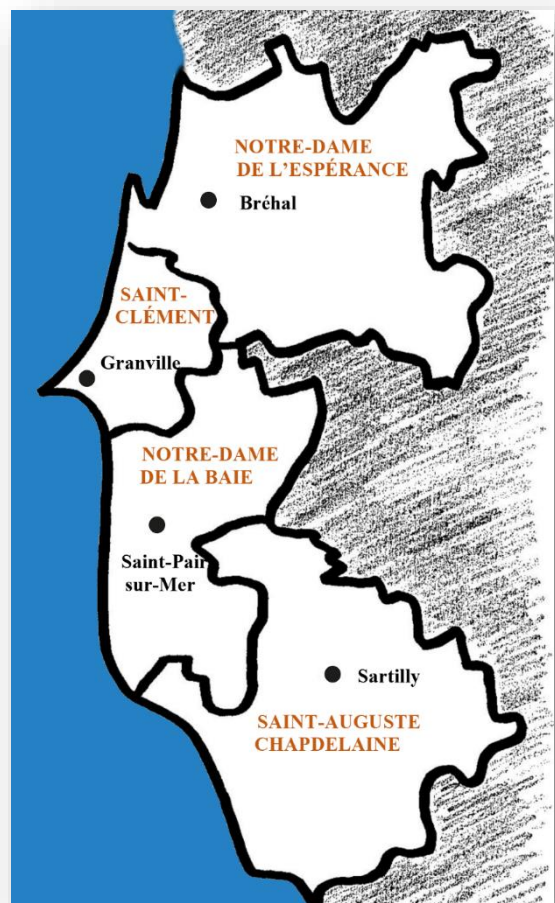 NOTRE-DAME
DE L'ESPÉRANCE
Bréhal
SAINT-
CLÉMENT
Granville
NOTRE-DAME
DE LA BAIE
Saint-Pair
sur-Mer
Sartilly
SAINT-AUGUSTE
CHAPDELAINE